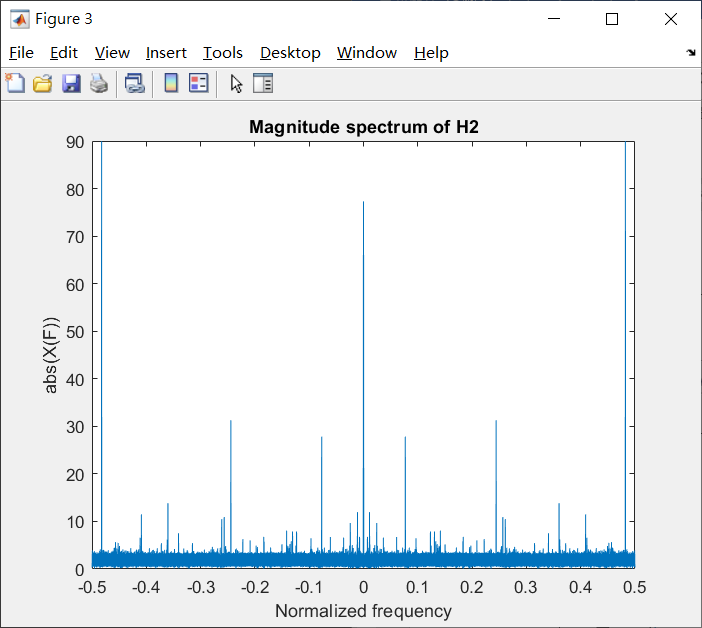 Figure 3
File Edit View Insert Tools Desktop Window Help
Magnitude spectrum of H2
90
80
70
60
50
40
30
20
10
0
abs(X(F))
-0.5 -0.4 -0.3 -0.2 -0.1 0 0.1 0.2 0.3 0.4 0.5
Normalized frequency